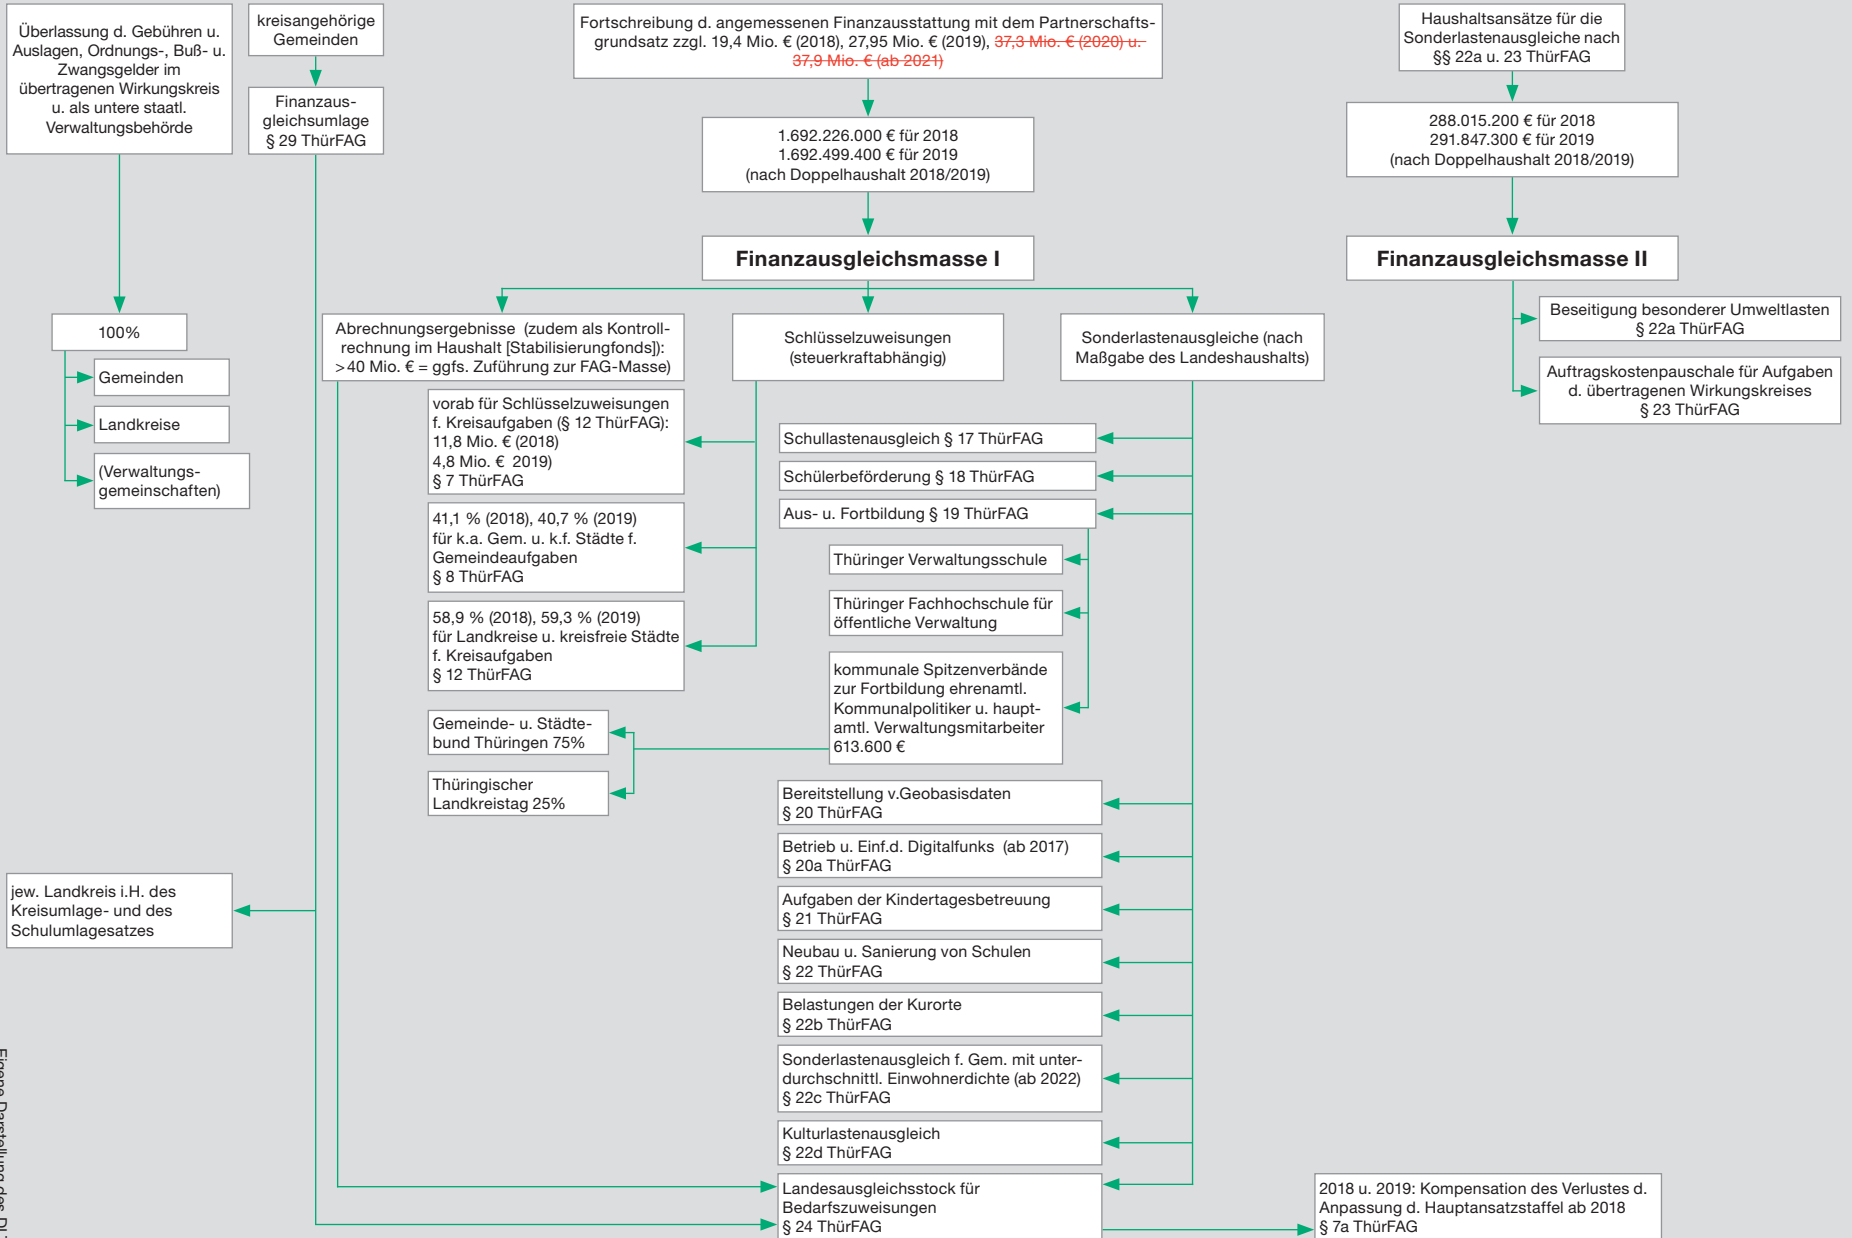 Überlassung d. Gebühren u.
Auslagen, Ordnungs-, Buß- u.
Zwangsgelder im
übertragenen Wirkungskreis
u. als untere staatl.
Verwaltungsbehörde
100%
Gemeinden
Landkreise
(Verwaltungs-
gemeinschaften)
kreisangehörige
Gemeinden
Finanzaus-
gleichsumlage
§ 29 ThürFAG
jew. Landkreis i.H. des
Kreisumlage- und des
Schulumlagesatzes
Fortschreibung d. angemessenen Finanzausstattung mit dem Partnerschafts-
grundsatz zzgl. 19,4 Mio. € (2018), 27,95 Mio. € (2019), 37,3 Mio. € (2020) u.
37,9 Mio. € (ab 2021)
1.692.226.000 € für 2018
1.692.499.400 € für 2019
(nach Doppelhaushalt 2018/2019)
Finanzausgleichsmasse I
Abrechnungsergebnisse (zudem als Kontroll-
rechnung im Haushalt [Stabilisierungfonds]):
>40 Mio. € = ggfs. Zuführung zur FAG-Masse)
Schlüsselzuweisungen
(steuerkraftabhängig)
vorab für Schlüsselzuweisungen
f. Kreisaufgaben (§ 12 ThürFAG):
11,8 Mio. € (2018)
4,8 Mio. € 2019)
§ 7 ThürFAG
41,1 % (2018), 40,7 % (2019)
für k.a. Gem. u. k.f. Städte f.
Gemeindeaufgaben
§ 8 ThürFAG
58,9 % (2018), 59,3 % (2019)
für Landkreise u. kreisfreie Städte
f. Kreisaufgaben
§ 12 ThürFAG
Sonderlastenausgleiche (nach
Maßgabe des Landeshaushalts)
Schullastenausgleich § 17 ThürFAG
Schülerbeförderung § 18 ThürFAG
Aus- u. Fortbildung § 19 ThürFAG
Thüringer Verwaltungsschule
Thüringer Fachhochschule für
öffentliche Verwaltung
kommunale Spitzenverbände
zur Fortbildung ehrenamtl.
Kommunalpolitiker u. haupt-
amtl. Verwaltungsmitarbeiter
613.600 €
Gemeinde- u. Städte-
bund Thüringen 75%
Thüringischer
Landkreistag 25%
Bereitstellung v.Geobasisdaten
§ 20 ThürFAG
Betrieb u. Einf.d. Digitalfunks (ab 2017)
§ 20a ThürFAG
Aufgaben der Kindertagesbetreuung
§ 21 ThürFAG
Neubau u. Sanierung von Schulen
§ 22 ThürFAG
Belastungen der Kurorte
§ 22b ThürFAG
Sonderlastenausgleich f. Gem. mit unter-
durchschnittl. Einwohnerdichte (ab 2022)
§ 22c ThürFAG
Kulturlastenausgleich
§ 22d ThürFAG
Landesausgleichsstock für
Bedarfszuweisungen
§ 24 ThürFAG
2018 u. 2019: Kompensation des Verlustes d.
Anpassung d. Hauptansatzstaffel ab 2018
§ 7a ThürFAG
Haushaltsansätze für die
Sonderlastenausgleiche nach
§§ 22a u. 23 ThürFAG
288.015.200 € für 2018
291.847.300 € für 2019
(nach Doppelhaushalt 2018/2019)
Finanzausgleichsmasse II
Beseitigung besonderer Umweltlasten
§ 22a ThürFAG
Auftragskostenpauschale für Aufgaben
d. übertragenen Wirkungskreises
§ 23 ThürFAG
Eigene Darstellung des